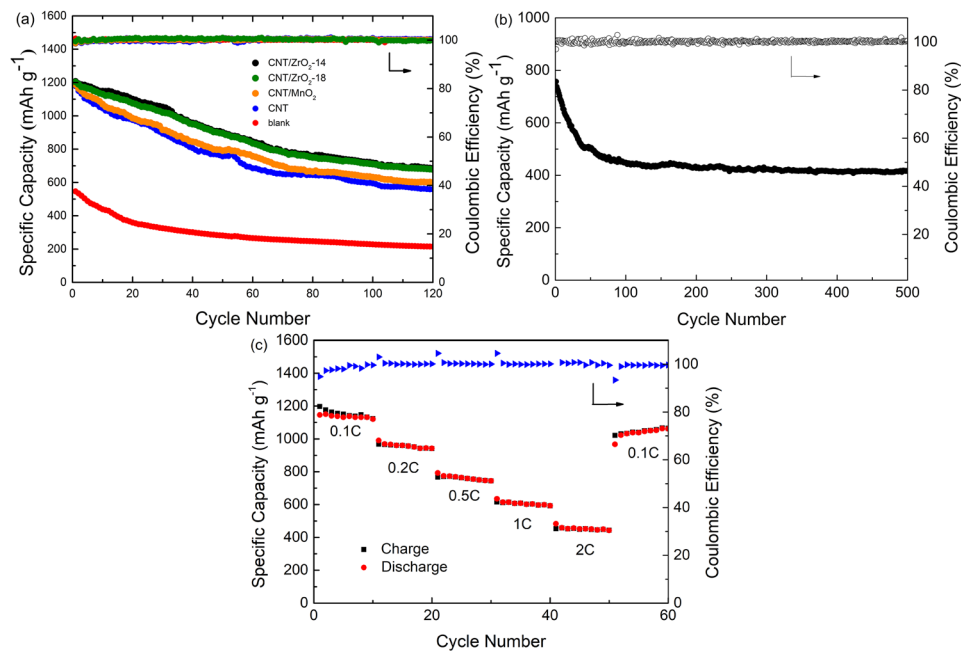 (a)
1600
1400
1200
1000
800
600
400
200
0
0
20
40
60
80
100
120
100
80
60
40
20
0
Specific Capacity (mAh g⁻¹)
Coulombic Efficiency (%)
Cycle Number
CNT/ZrO₂-14
CNT/ZrO₂-18
CNT/MnO₂
CNT
blank
(b)
1000
800
600
400
200
0
0
100
200
300
400
500
100
80
60
40
20
0
Specific Capacity (mAh g⁻¹)
Coulombic Efficiency (%)
Cycle Number
(c)
1600
1400
1200
1000
800
600
400
200
0
0
20
40
60
100
80
60
40
20
0
Specific Capacity (mAh g⁻¹)
Coulombic Efficiency (%)
Cycle Number
0.1C
0.2C
0.5C
1C
2C
0.1C
Charge
Discharge